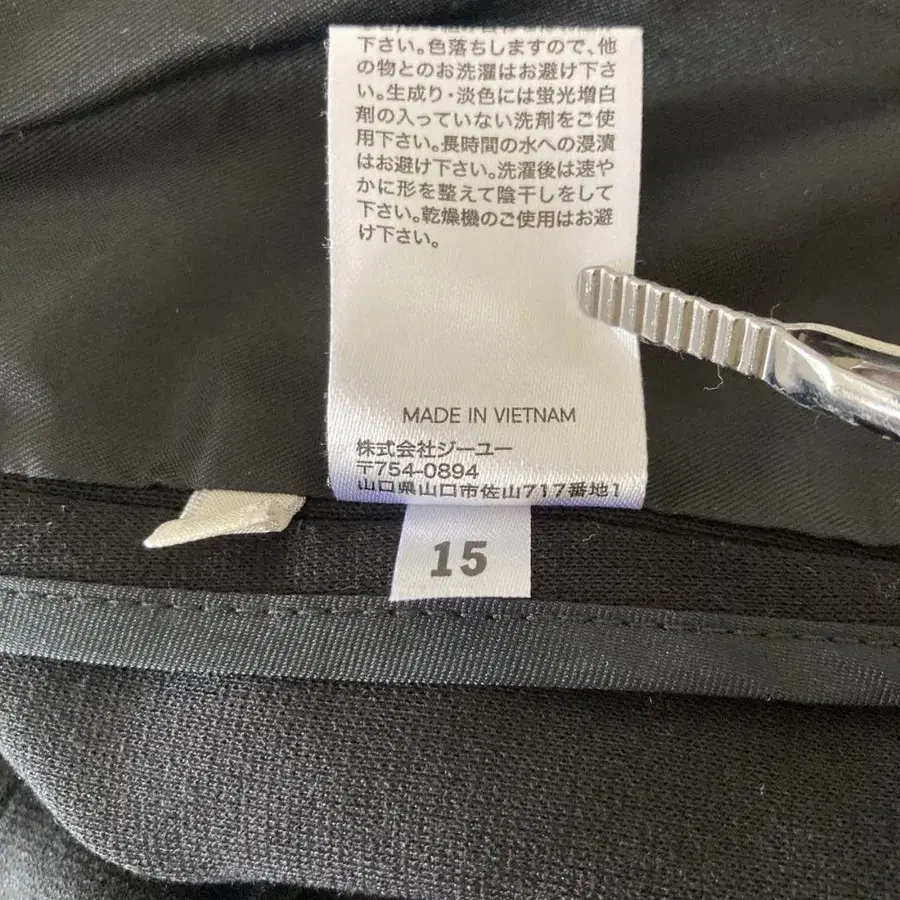 下さい。色落ちしますので、他
の物とのお洗濯はお避け下さ
い。生成り・淡色には蛍光増白
剤の入っていない洗剤をご使
用下さい。長時間の水への浸漬
はお避け下さい。洗濯後は速や
かに形を整えて陰干しをして
下さい。乾燥機のご使用はお避
け下さい。
MADE IN VIETNAM
株式会社ジーユー
〒754-0894
山口県山口市佐山717番地1
15